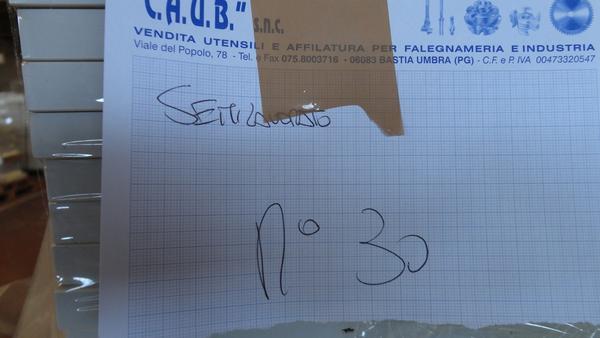 "C.A.U.B." s.n.c.
VENDITA UTENSILI E AFFILATURA PER FALEGNAMERIA E INDUSTRIA
Viale del Popolo, 78 - Tel. e Fax 075.8003716 • 06083 BASTIA UMBRA (PG) - C.F. e P. IVA 00473320547
SEMILAVORATO
N° 30